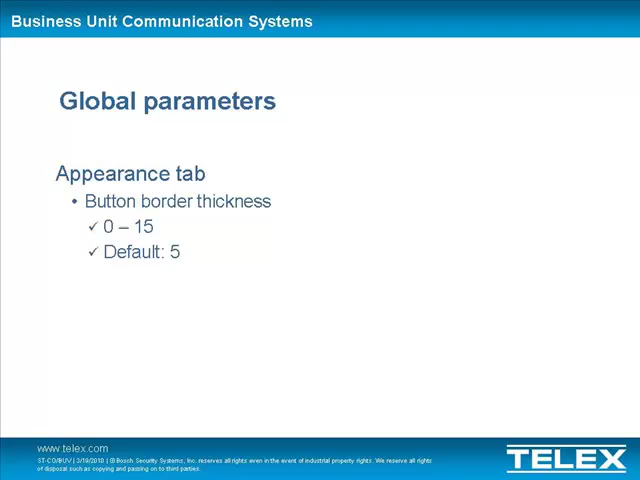 Business Unit Communication Systems
Global parameters
Appearance tab
• Button border thickness
✓ 0 – 15
✓ Default: 5
www.telex.com
ST-CO/BUV | 3/19/2010 | © Bosch Security Systems, Inc. reserves all rights even in the event of industrial property rights. We reserve all rights
of disposal such as copying and passing on to third parties.
TELEX